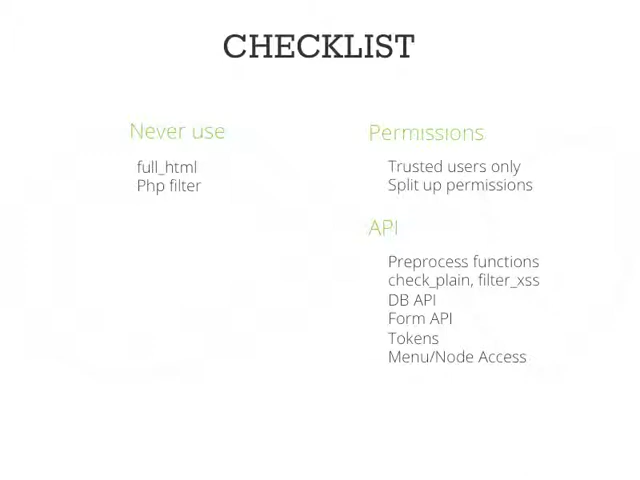 CHECKLIST
Never use
full_html
Php filter
Permissions
Trusted users only
Split up permissions
API
Preprocess functions
check_plain, filter_xss
DB API
Form API
Tokens
Menu/Node Access